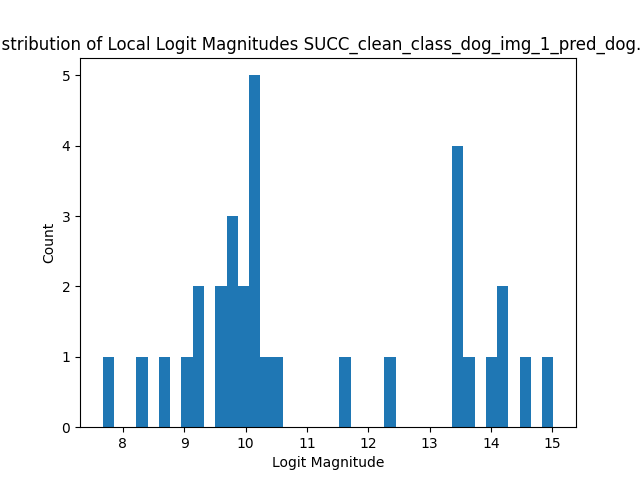 stribution of Local Logit Magnitudes SUCC_clean_class_dog_img_1_pred_dog.
5
4
3
2
1
0
Count
8 9 10 11 12 13 14 15
Logit Magnitude